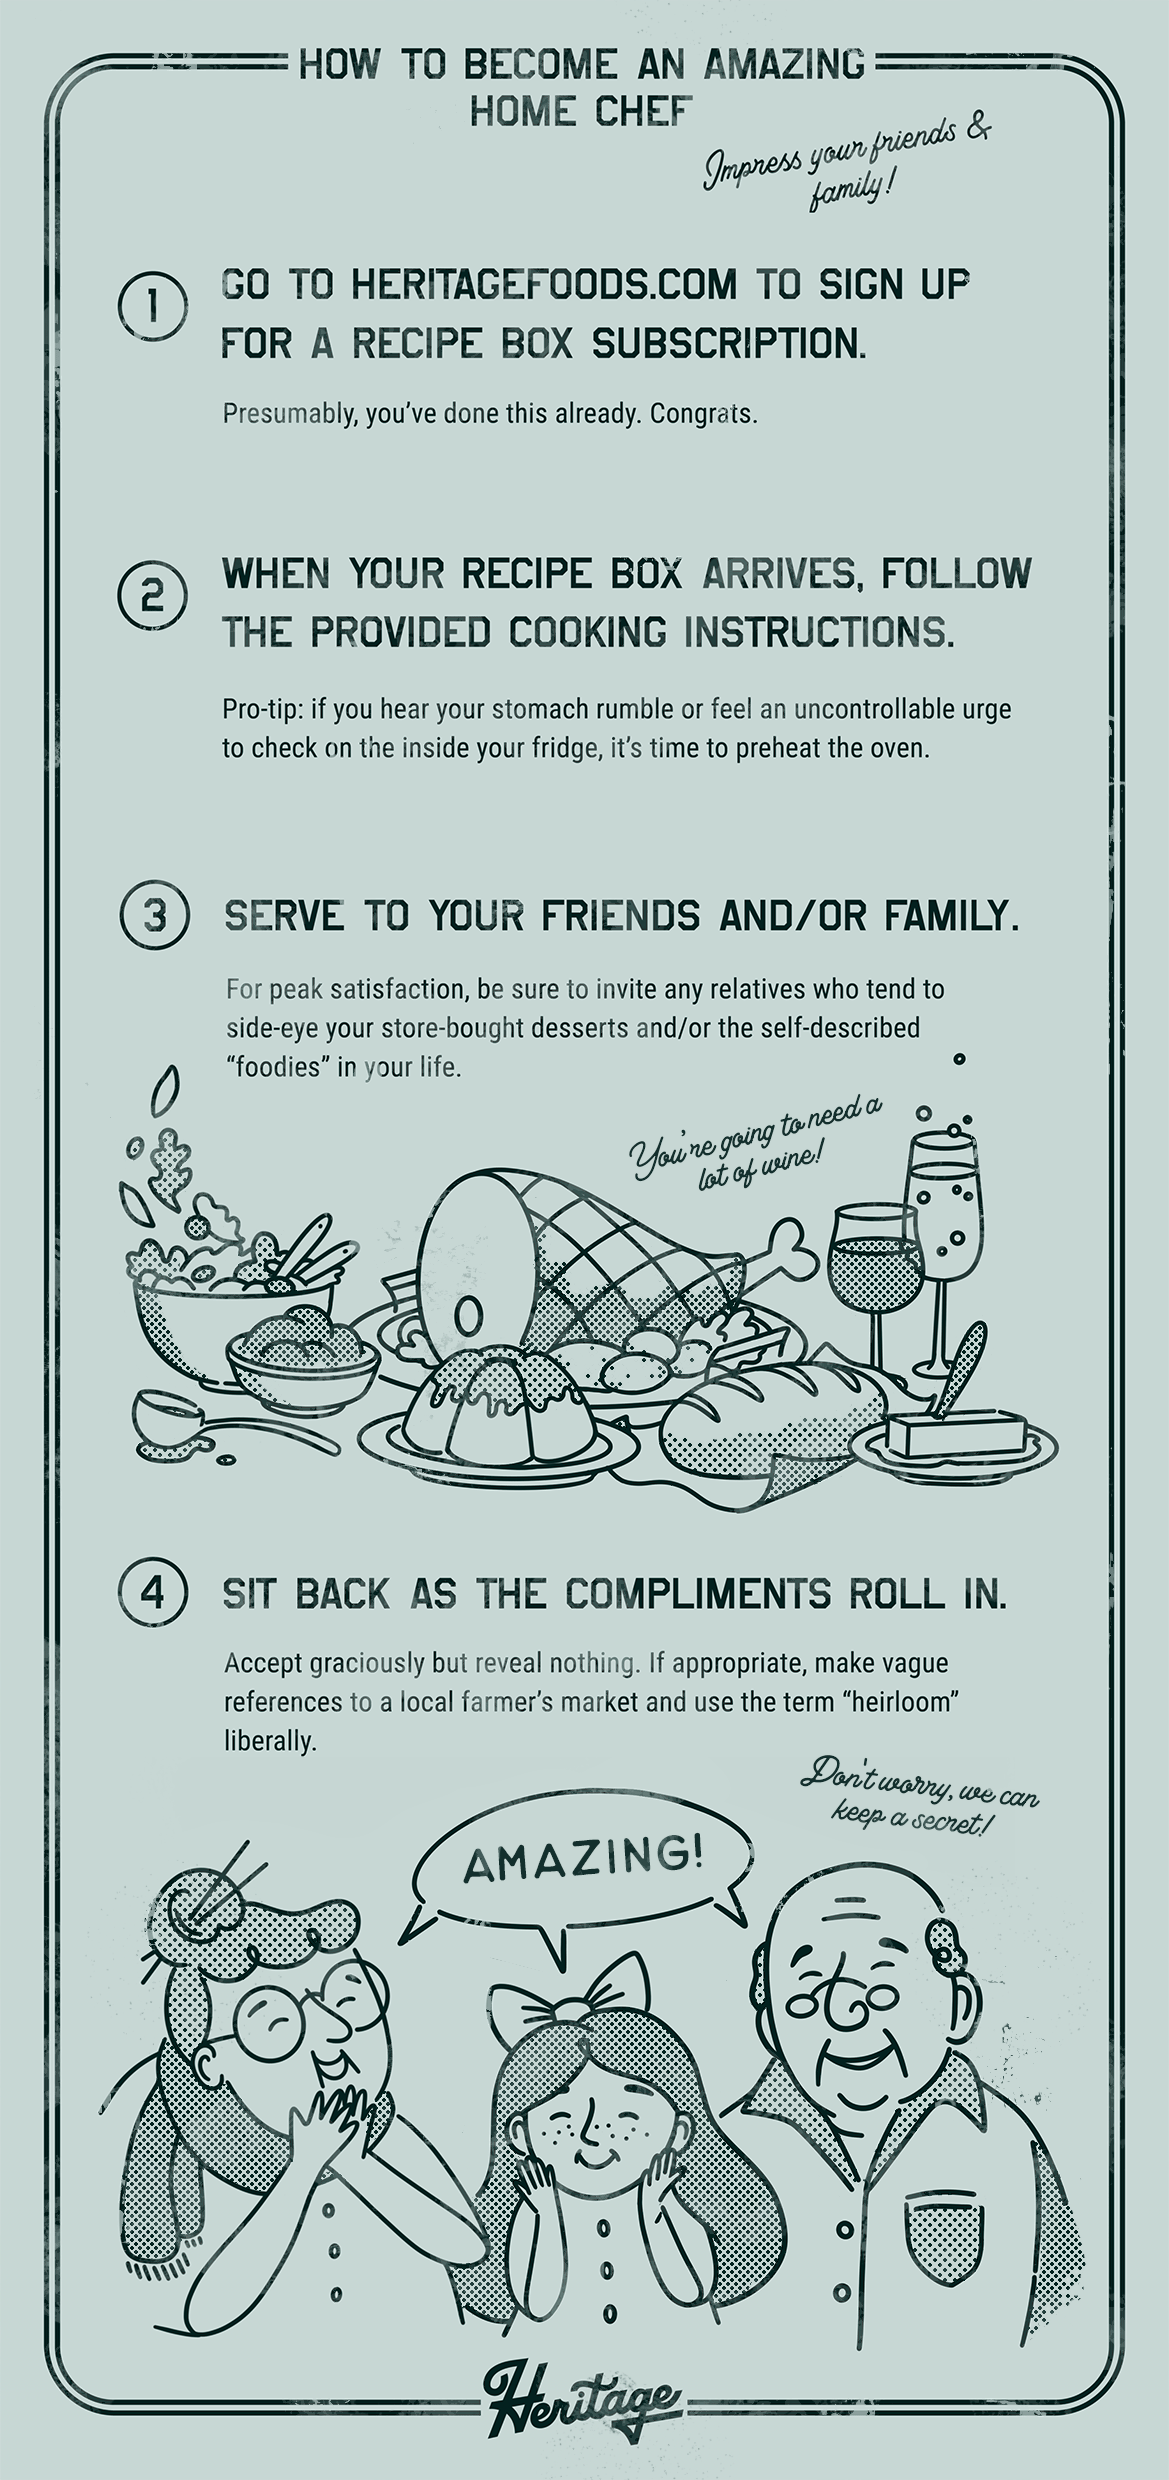 HOW TO BECOME AN AMAZING
HOME CHEF
Impress your friends &
family!
1
GO TO HERITAGEFOODS.COM TO SIGN UP
FOR A RECIPE BOX SUBSCRIPTION.
Presumably, you’ve done this already. Congrats.
2
WHEN YOUR RECIPE BOX ARRIVES, FOLLOW
THE PROVIDED COOKING INSTRUCTIONS.
Pro-tip: if you hear your stomach rumble or feel an uncontrollable urge
to check on the inside your fridge, it’s time to preheat the oven.
3
SERVE TO YOUR FRIENDS AND/OR FAMILY.
For peak satisfaction, be sure to invite any relatives who tend to
side-eye your store-bought desserts and/or the self-described
“foodies” in your life.
You're going to need a
lot of wine!
4
SIT BACK AS THE COMPLIMENTS ROLL IN.
Accept graciously but reveal nothing. If appropriate, make vague
references to a local farmer’s market and use the term “heirloom”
liberally.
Don't worry, we can
keep a secret!
AMAZING!
Heritage